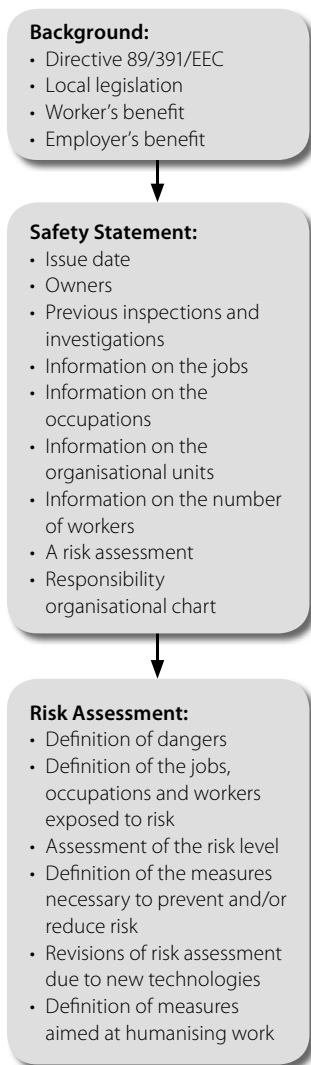 Background:
• Directive 89/391/EEC
• Local legislation
• Worker's benefit
• Employer's benefit
Safety Statement:
• Issue date
• Owners
• Previous inspections and
investigations
• Information on the jobs
• Information on the
occupations
• Information on the
organisational units
• Information on the number
of workers
• A risk assessment
• Responsibility
organisational chart
Risk Assessment:
• Definition of dangers
• Definition of the jobs,
occupations and workers
exposed to risk
• Assessment of the risk level
• Definition of the measures
necessary to prevent and/or
reduce risk
• Revisions of risk assessment
due to new technologies
• Definition of measures
aimed at humanising work